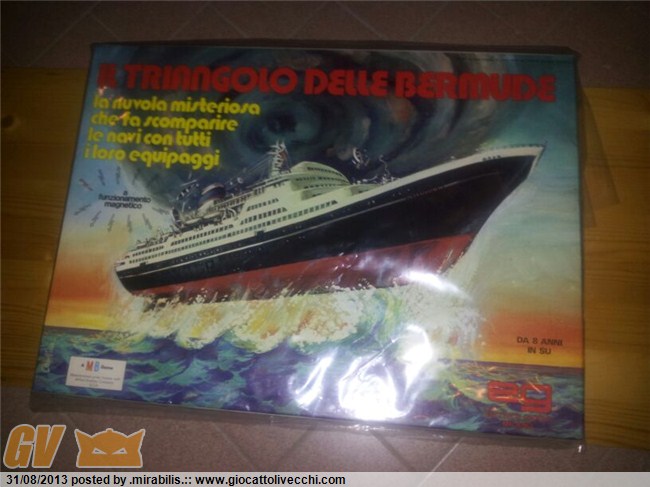 IL TRIANGOLO DELLE BERMUDE
la nuvola misteriosa
che fa scomparire
le navi con tutti
i loro equipaggi
a
funzionamento
magnetico
DA 8 ANNI
IN SU
MB
eg
GV
31/08/2013 posted by .mirabilis.:: www.giocattolivecchi.com